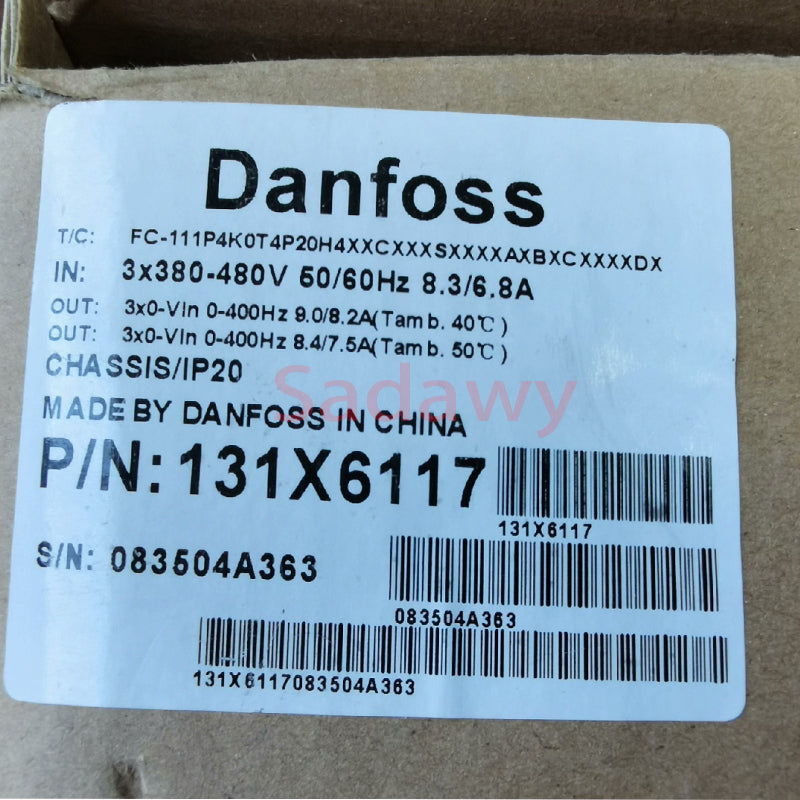 Danfoss
T/C: FC-111P4K0T4P20H4XXCXXXSXXXXAXBXCXXXXDX
IN: 3x380-480V 50/60Hz 8.3/6.8A
OUT: 3x0-Vin 0-400Hz 9.0/8.2A(Tamb. 40℃)
OUT: 3x0-Vin 0-400Hz 8.4/7.5A(Tamb. 50℃)
CHASSIS/IP20
Sadawy
MADE BY DANFOSS IN CHINA
P/N: 131X6117
131X6117
S/N: 083504A363
083504A363
131X6117083504A363